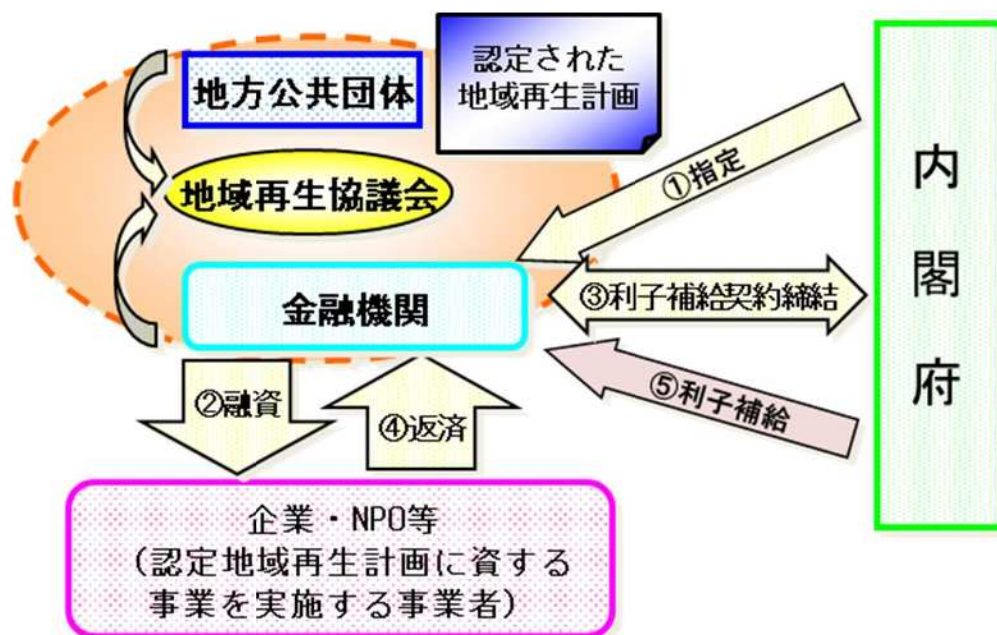 地方公共団体
認定された
地域再生計画
地域再生協議会
①指定
金融機関
③利子補給契約締結
⑤利子補給
内
閣
府
②融資
④返済
企業・NPO等
(認定地域再生計画に資する
事業を実施する事業者)